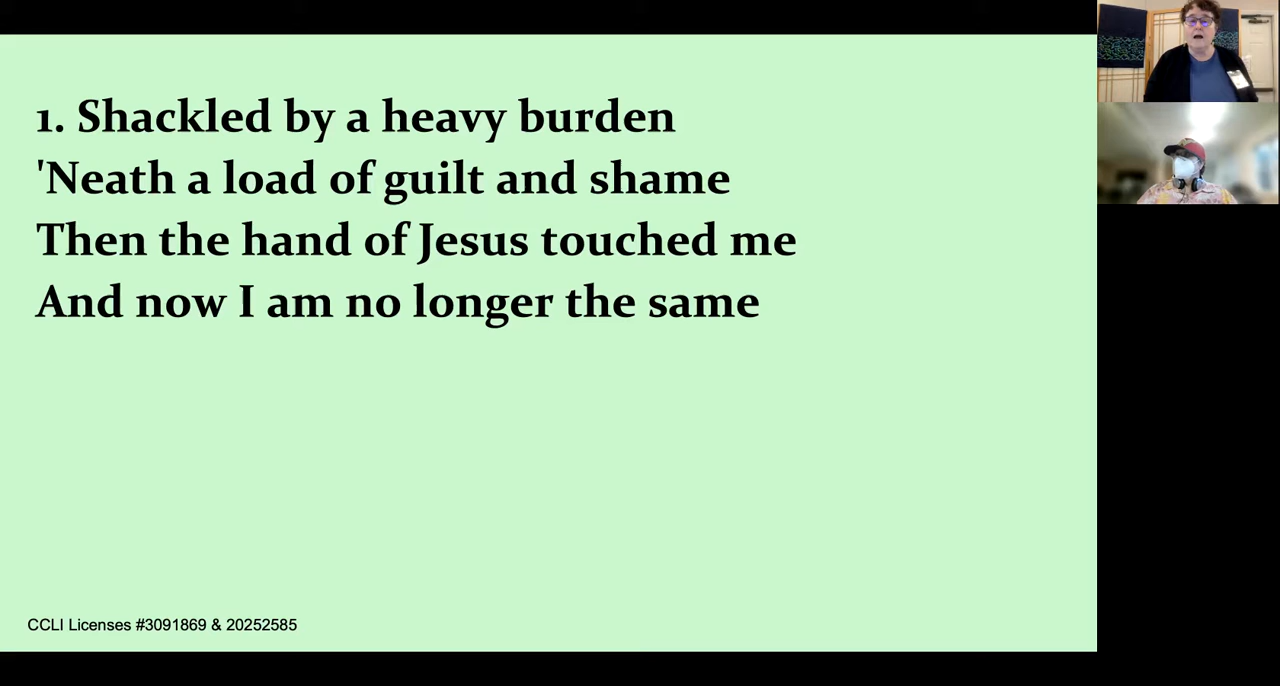 1. Shackled by a heavy burden
'Neath a load of guilt and shame
Then the hand of Jesus touched me
And now I am no longer the same
CCLI Licenses #3091869 & 20252585